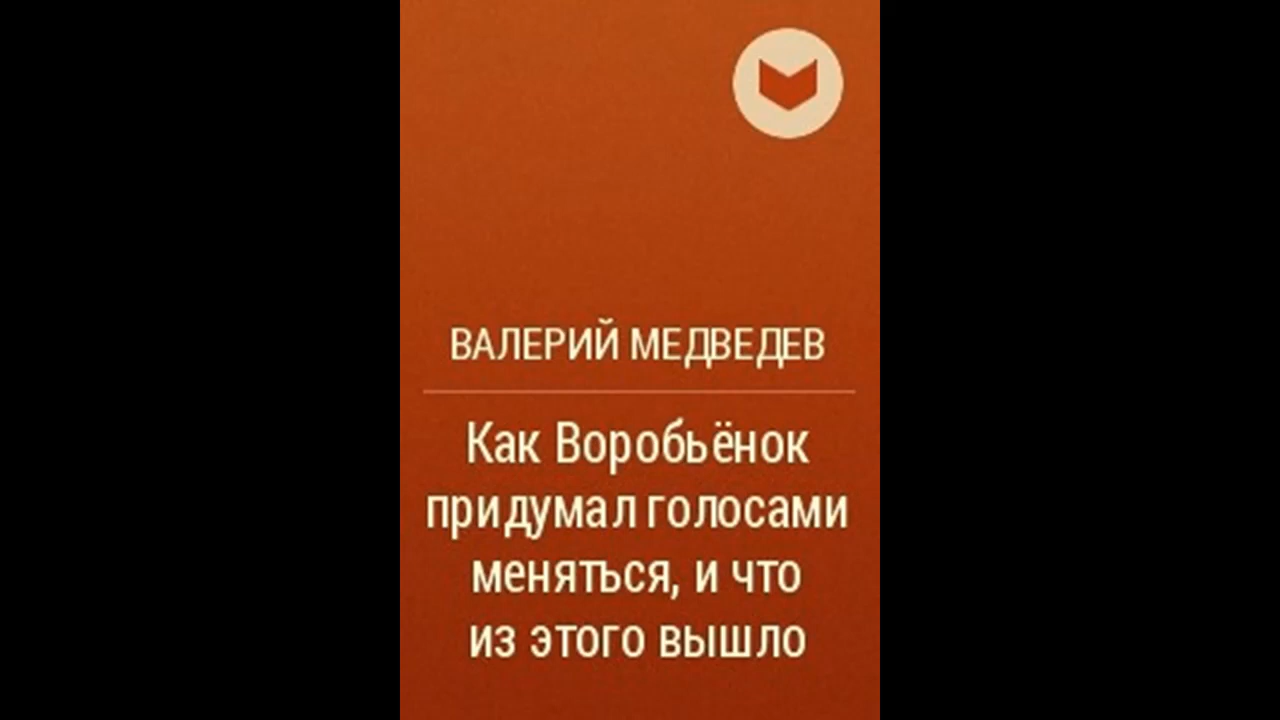 ВАЛЕРИЙ МЕДВЕДЕВ
Как Воробьёнок
придумал голосами
меняться, и что
из этого вышло